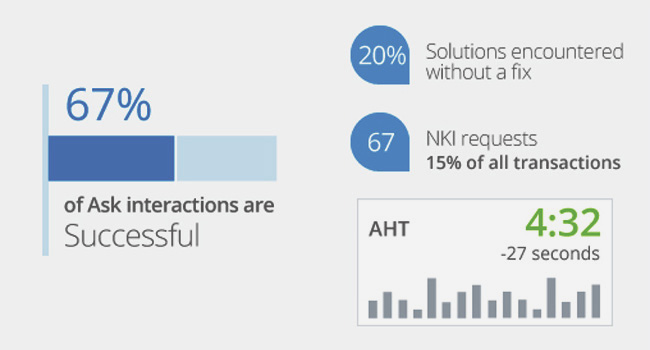 67%
of Ask interactions are
Successful
20%
Solutions encountered
without a fix
67
NKI requests
15% of all transactions
AHT
4:32
-27 seconds